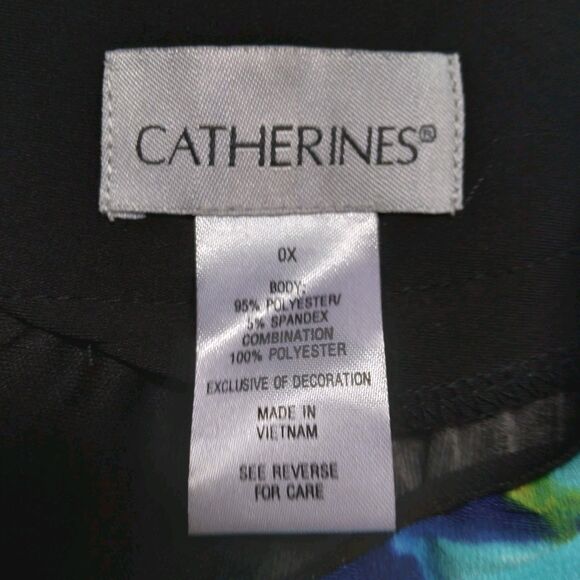 CATHERINES®
0X
BODY:
95% POLYESTER/
5% SPANDEX
COMBINATION
100% POLYESTER
EXCLUSIVE OF DECORATION
MADE IN
VIETNAM
SEE REVERSE
FOR CARE